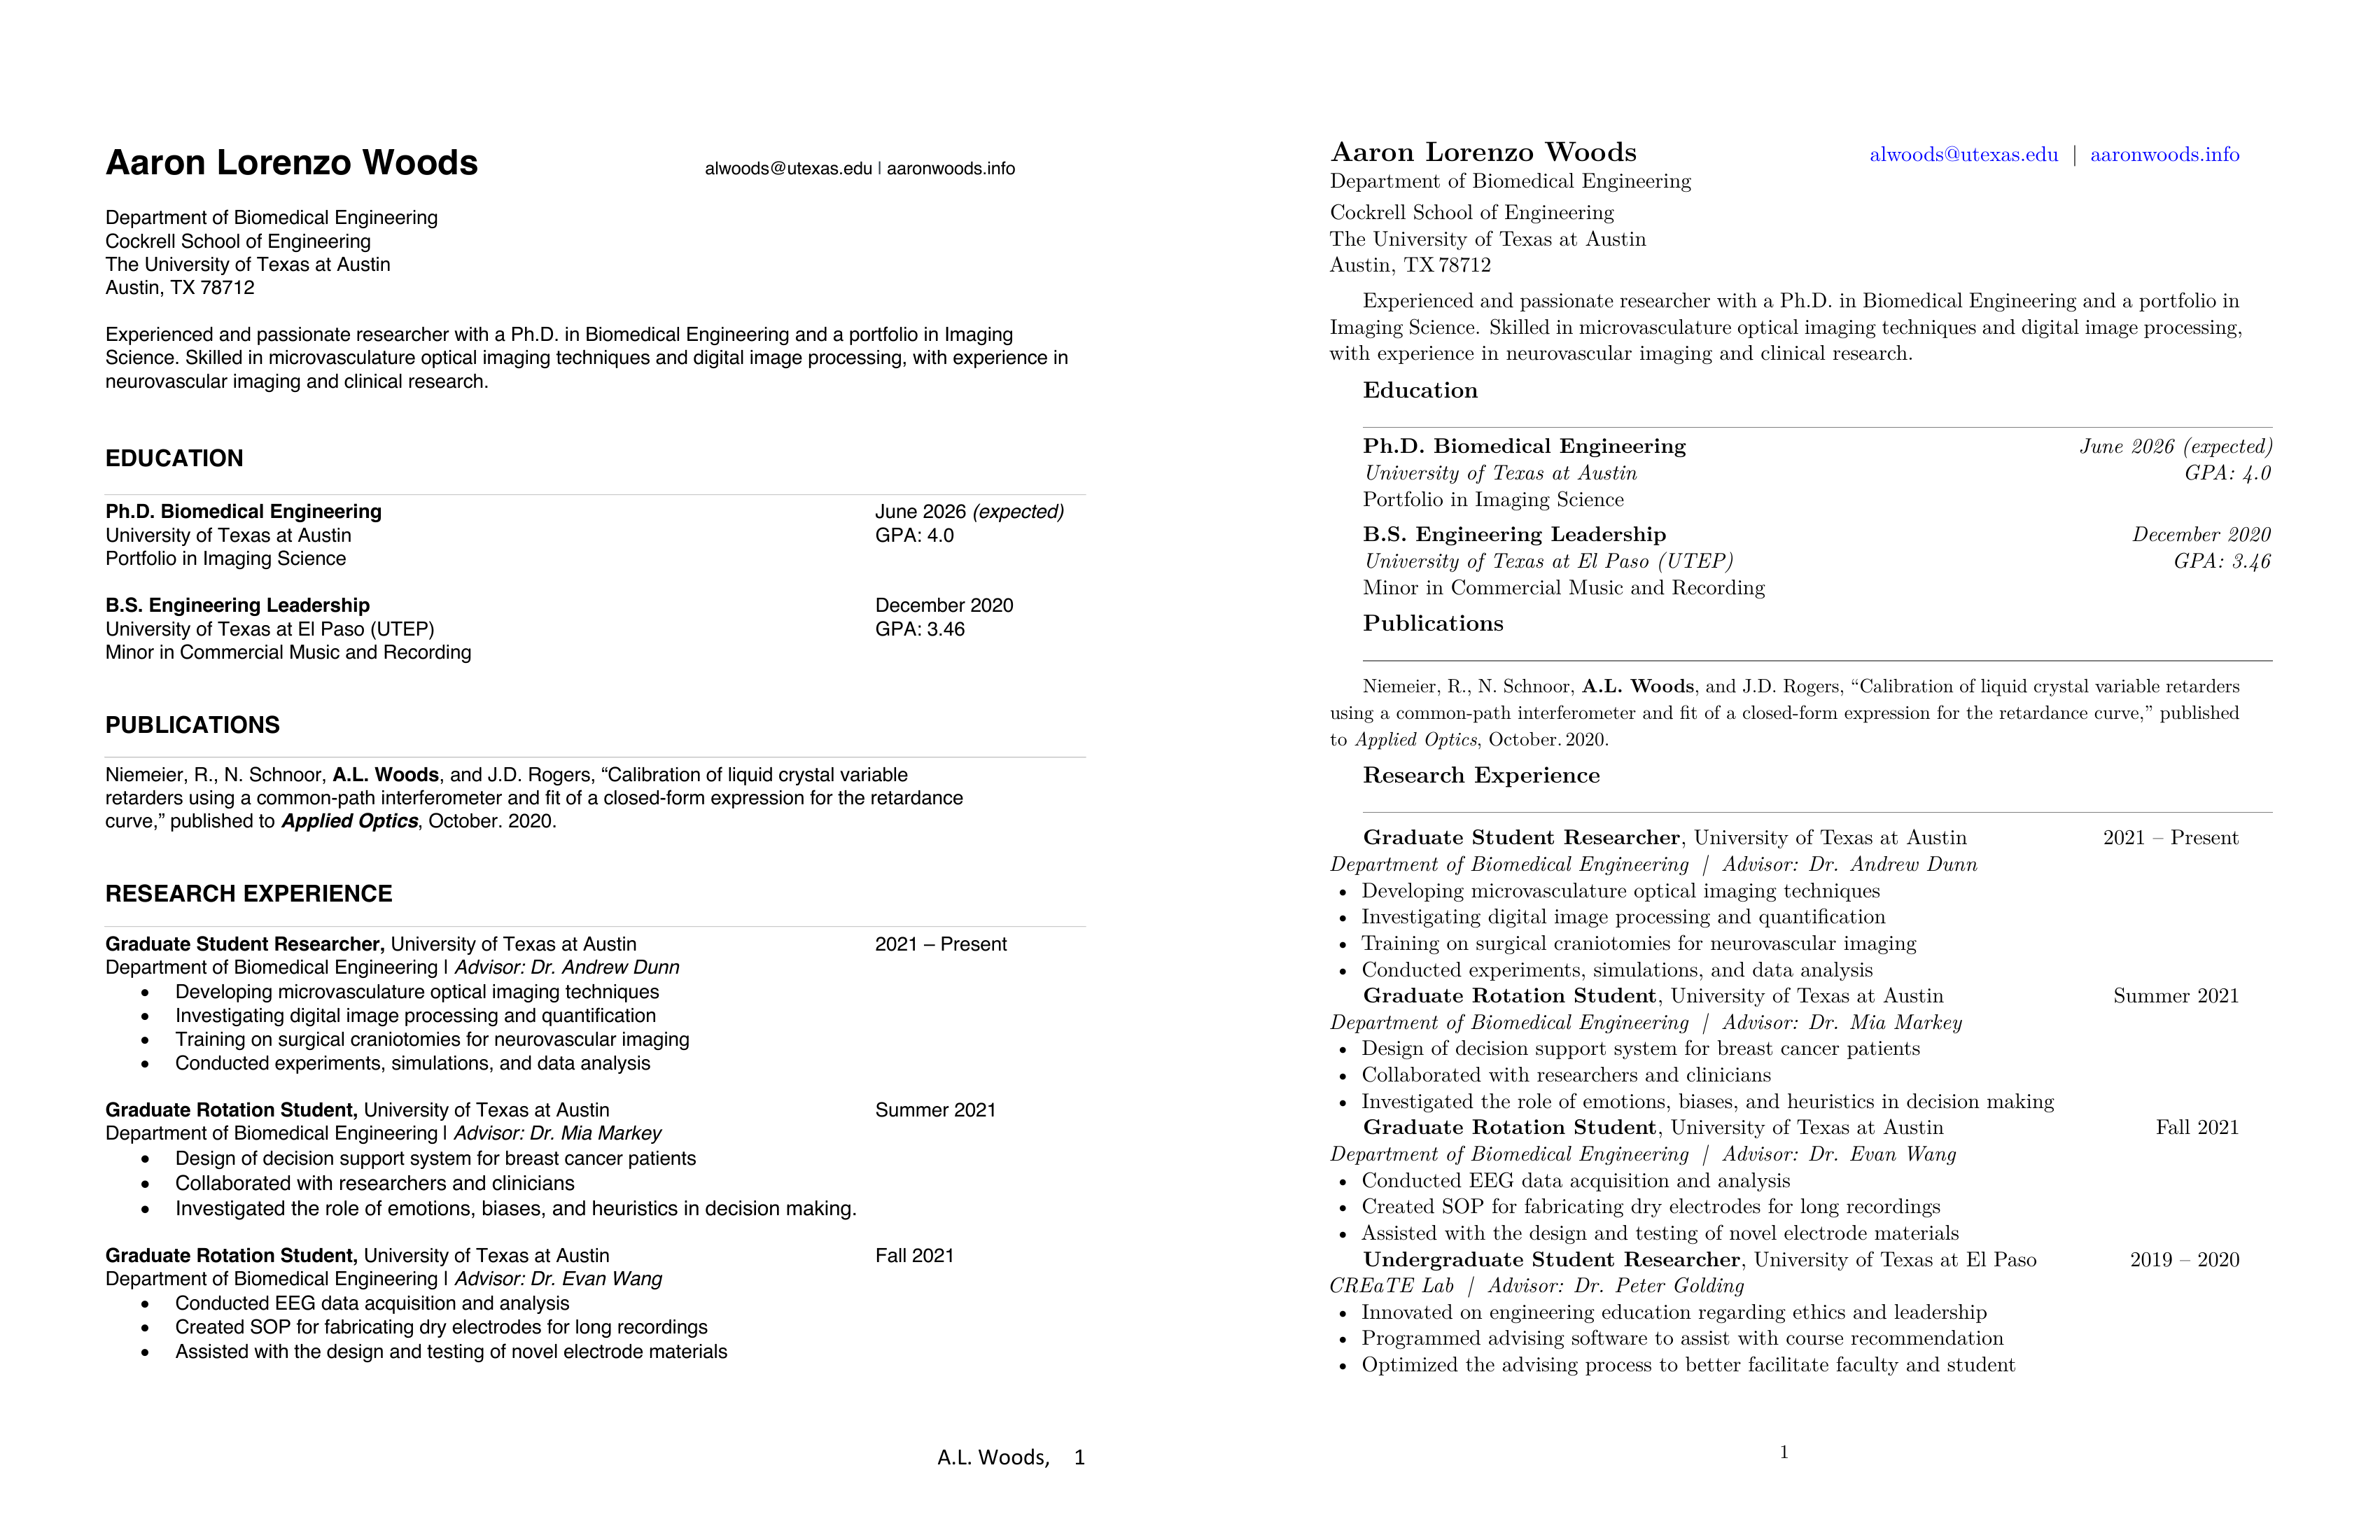 Aaron Lorenzo Woods alwoods@utexas.edu | aaronwoods.info
Department of Biomedical Engineering
Cockrell School of Engineering
The University of Texas at Austin
Austin, TX 78712
Experienced and passionate researcher with a Ph.D. in Biomedical Engineering and a portfolio in Imaging
Science. Skilled in microvasculature optical imaging techniques and digital image processing, with experience in
neurovascular imaging and clinical research.
EDUCATION
Ph.D. Biomedical Engineering June 2026 (expected)
University of Texas at Austin GPA: 4.0
Portfolio in Imaging Science
B.S. Engineering Leadership December 2020
University of Texas at El Paso (UTEP) GPA: 3.46
Minor in Commercial Music and Recording
PUBLICATIONS
Niemeier, R., N. Schnoor, A.L. Woods, and J.D. Rogers, “Calibration of liquid crystal variable
retarders using a common-path interferometer and fit of a closed-form expression for the retardance
curve,” published to Applied Optics, October. 2020.
RESEARCH EXPERIENCE
Graduate Student Researcher, University of Texas at Austin 2021 – Present
Department of Biomedical Engineering | Advisor: Dr. Andrew Dunn
• Developing microvasculature optical imaging techniques
• Investigating digital image processing and quantification
• Training on surgical craniotomies for neurovascular imaging
• Conducted experiments, simulations, and data analysis
Graduate Rotation Student, University of Texas at Austin Summer 2021
Department of Biomedical Engineering | Advisor: Dr. Mia Markey
• Design of decision support system for breast cancer patients
• Collaborated with researchers and clinicians
• Investigated the role of emotions, biases, and heuristics in decision making.
Graduate Rotation Student, University of Texas at Austin Fall 2021
Department of Biomedical Engineering | Advisor: Dr. Evan Wang
• Conducted EEG data acquisition and analysis
• Created SOP for fabricating dry electrodes for long recordings
• Assisted with the design and testing of novel electrode materials
A.L. Woods, 1
Aaron Lorenzo Woods alwoods@utexas.edu | aaronwoods.info
Department of Biomedical Engineering
Cockrell School of Engineering
The University of Texas at Austin
Austin, TX 78712
Experienced and passionate researcher with a Ph.D. in Biomedical Engineering and a portfolio in
Imaging Science. Skilled in microvasculature optical imaging techniques and digital image processing,
with experience in neurovascular imaging and clinical research.
Education
Ph.D. Biomedical Engineering June 2026 (expected)
University of Texas at Austin GPA: 4.0
Portfolio in Imaging Science
B.S. Engineering Leadership December 2020
University of Texas at El Paso (UTEP) GPA: 3.46
Minor in Commercial Music and Recording
Publications
Niemeier, R., N. Schnoor, A.L. Woods, and J.D. Rogers, “Calibration of liquid crystal variable retarders
using a common-path interferometer and fit of a closed-form expression for the retardance curve,” published
to Applied Optics, October. 2020.
Research Experience
Graduate Student Researcher, University of Texas at Austin 2021 – Present
Department of Biomedical Engineering | Advisor: Dr. Andrew Dunn
• Developing microvasculature optical imaging techniques
• Investigating digital image processing and quantification
• Training on surgical craniotomies for neurovascular imaging
• Conducted experiments, simulations, and data analysis
Graduate Rotation Student, University of Texas at Austin Summer 2021
Department of Biomedical Engineering | Advisor: Dr. Mia Markey
• Design of decision support system for breast cancer patients
• Collaborated with researchers and clinicians
• Investigated the role of emotions, biases, and heuristics in decision making
Graduate Rotation Student, University of Texas at Austin Fall 2021
Department of Biomedical Engineering | Advisor: Dr. Evan Wang
• Conducted EEG data acquisition and analysis
• Created SOP for fabricating dry electrodes for long recordings
• Assisted with the design and testing of novel electrode materials
Undergraduate Student Researcher, University of Texas at El Paso 2019 – 2020
CREaTE Lab | Advisor: Dr. Peter Golding
• Innovated on engineering education regarding ethics and leadership
• Programmed advising software to assist with course recommendation
• Optimized the advising process to better facilitate faculty and student
1